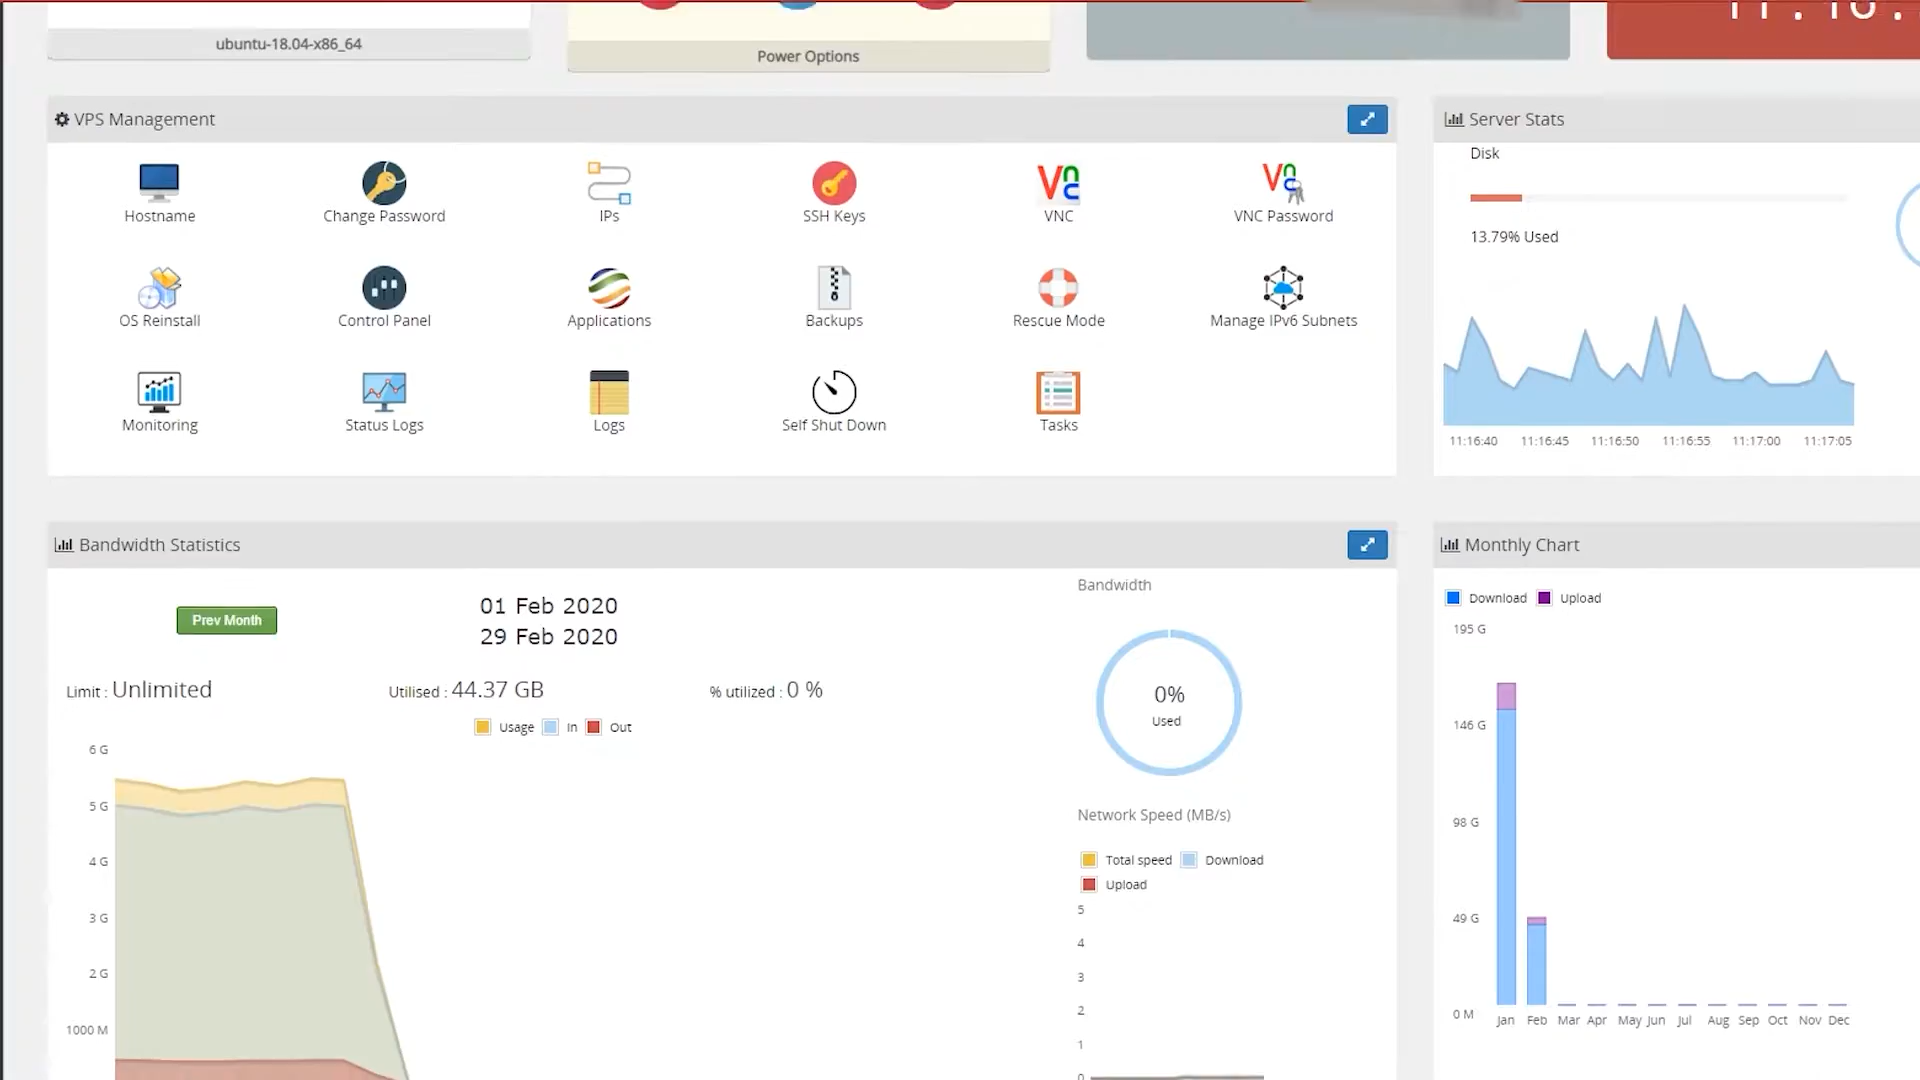 ubuntu-18.04-x86_64
Power Options
VPS Management
Hostname
Change Password
IPs
SSH Keys
VNC
VNC Password
OS Reinstall
Control Panel
Applications
Backups
Rescue Mode
Manage IPv6 Subnets
Monitoring
Status Logs
Logs
Self Shut Down
Tasks
Server Stats
Disk
13.79% Used
11:16:40 11:16:45 11:16:50 11:16:55 11:17:00 11:17:05
Bandwidth Statistics
Prev Month
01 Feb 2020
29 Feb 2020
Limit : Unlimited
Utilised : 44.37 GB
% utilized : 0 %
Usage In Out
6 G
5 G
4 G
3 G
2 G
1000 M
Bandwidth
0%
Used
Network Speed (MB/s)
Total speed Download
Upload
5
4
3
2
1
0
Monthly Chart
Download Upload
195 G
146 G
98 G
49 G
0 M
Jan Feb Mar Apr May Jun Jul Aug Sep Oct Nov Dec